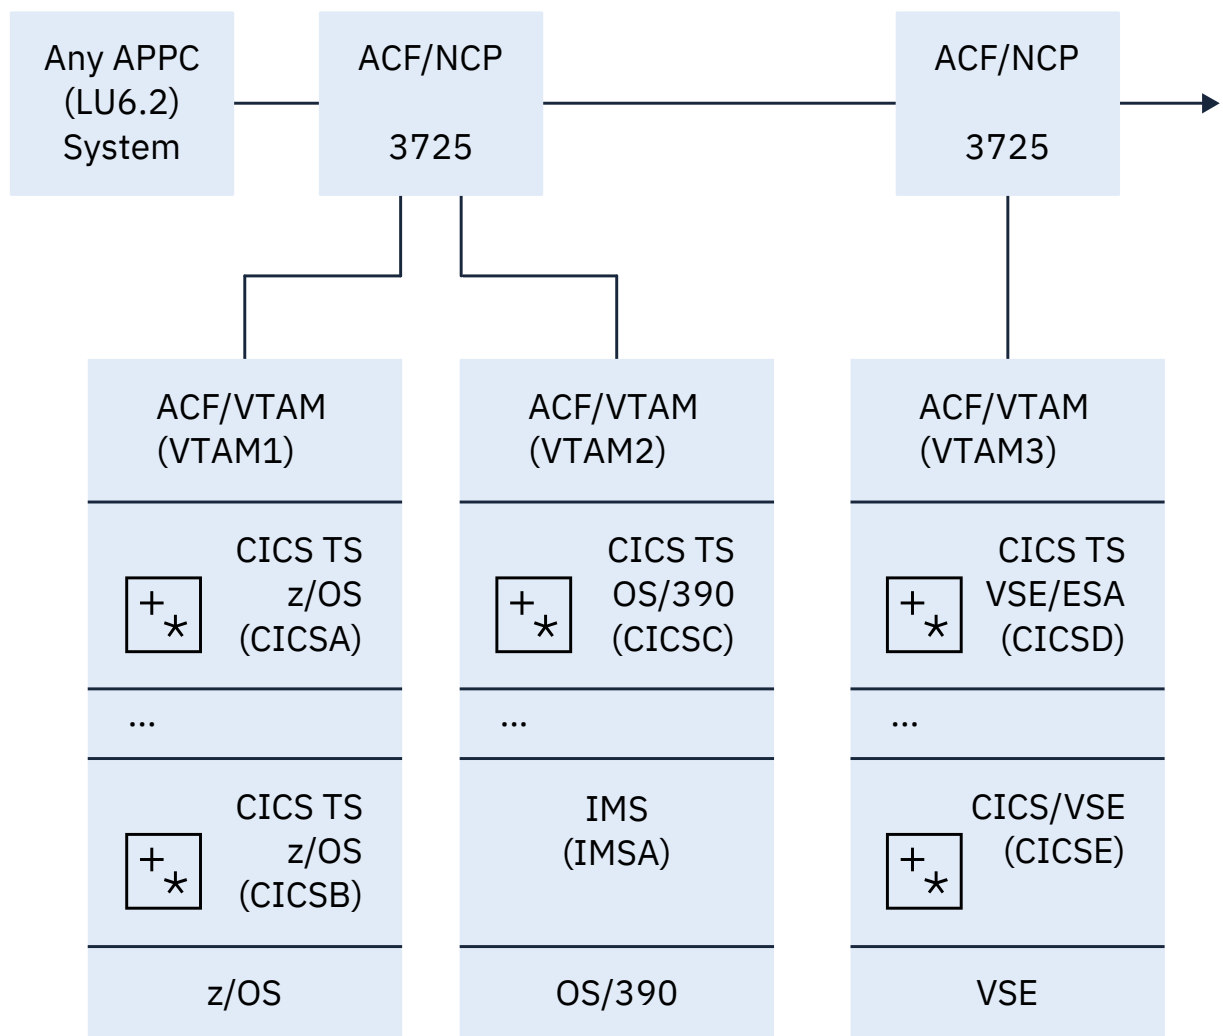 Any APPC
(LU6.2)
System
ACF/NCP
3725
ACF/NCP
3725
ACF/VTAM
(VTAM1)
CICS TS
z/OS
(CICSA)
+
*
...
CICS TS
z/OS
(CICSB)
+
*
z/OS
ACF/VTAM
(VTAM2)
CICS TS
OS/390
(CICSC)
+
*
...
IMS
(IMSA)
OS/390
ACF/VTAM
(VTAM3)
CICS TS
VSE/ESA
(CICSD)
+
*
...
CICS/VSE
(CICSE)
+
*
VSE